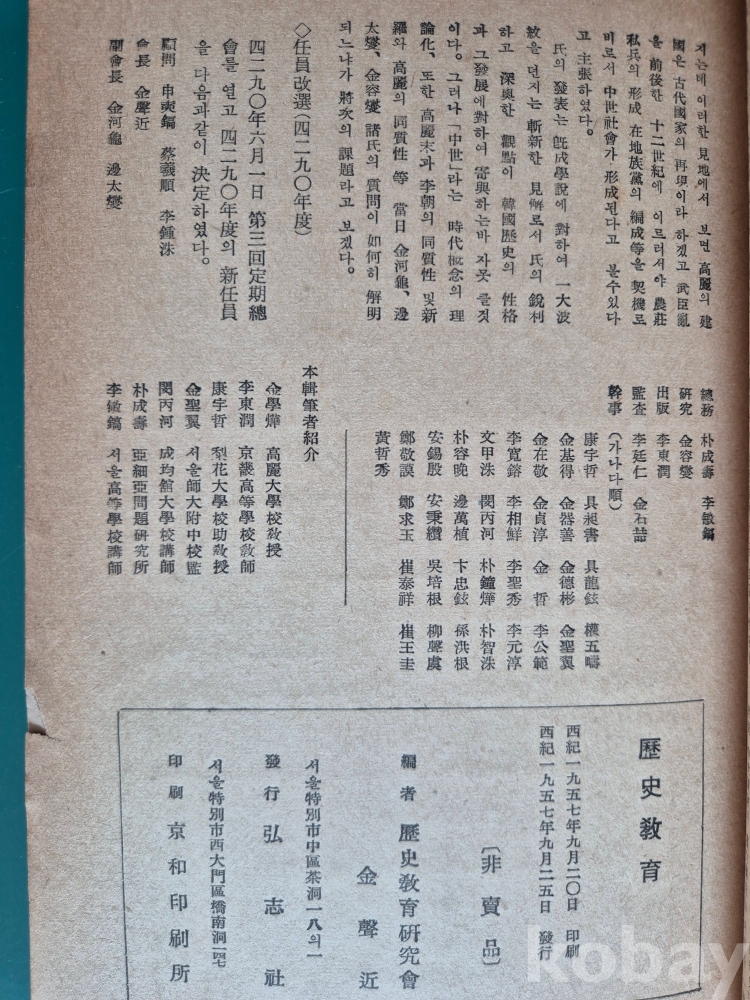 지는데 이러한 見地에서 보면 高麗의 建
國은 古代國家의 再現이라 하겠고 武臣亂
을 前後한 十二世紀에 이르러서야 農莊
私兵의 形成 在地族黨의 編成等을 契機로
비로서 中世社會가 形成된다고 볼수있다
고 主張하였다。
氏의 發表는 旣成學說에 對하여 一大波
紋을 던지는 斬新한 見解로서 氏의 銳利
하고 深奧한 觀點이 韓國歷史의 性格
과 그發展에對하여 寄與하는바 자못 클것
이다。그러나「中世」라는 時代概念의 理
論化、또한 高麗末과 李朝의 同質性 및新
羅와 高麗의 同質性 等 當日 金河龜、邊
太燮、金容燮 諸氏의 質問이 如何히 解明
되느냐가 將次의 課題라고 보겠다。
◇任員改選(四二九〇年度)
四二九〇年六月一日 第三回定期總
會를 열고 四二九〇年度의 新任員
을 다음과같이 決定하였다。
顧問 申奭鎬 蔡羲順 李鍾洙
會長 金聲近
副會長 金河龜 邊太燮
總務 朴成壽 李敏鎬
硏究 金容燮
出版 李東潤
監査 李廷仁 金石喆
幹事 (가나다順)
康宇哲 具昶書 具龍鉉 權五疇
金基得 金器善 金德彬 金聖翼
金在敬 金貞淳 金 哲 李公範
李寬鎔 李相鮮 李聖秀 李元淳
文甲洙 閔丙河 朴鐘燁 朴智洙
朴容晩 邊萬植 卞忠鉉 孫洪根
安錫殷 安秉纘 吳培根 柳聲虞
鄭敬謨 鄭求玉 崔泰祥 崔王圭
黃哲秀
本輯筆者紹介
金學燁 高麗大學校敎授
李東潤 京畿高等學校敎師
康宇哲 梨花大學校助敎授
金聖翼 서울師大附中校監
閔丙河 成均舘大學校講師
朴成壽 亞細亞問題硏究所
李敏鎬 서울高等學校講師
歷史敎育
西紀一九五七年九月二〇日 印刷
西紀一九五七年九月二五日 發行
〔非賣品〕
編者 歷史敎育硏究會
金聲近
서울特別市中區茶洞一八의一
發行 弘志社
서울特別市西大門區橋南洞
印刷 京和印刷所
kobay